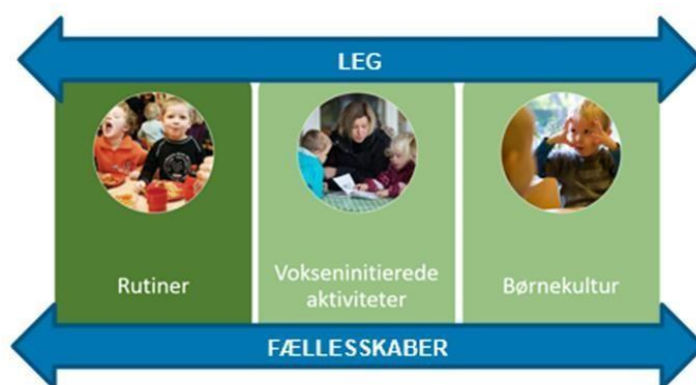 LEG
Rutiner
Vokseninitierede
aktiviteter
Børnekultur
FÆLLESSKABER